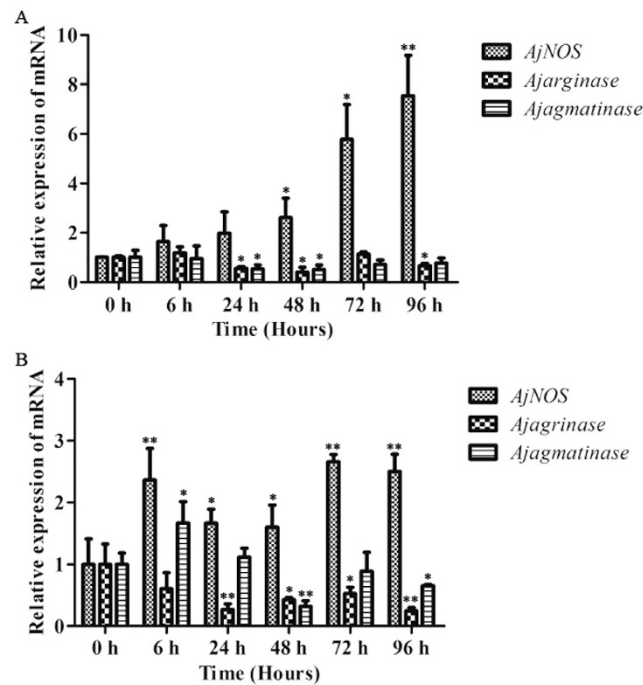 A
Relative expression of mRNA
10
8
6
4
2
0
** 
*
*
* *
* *
*
0 h 6 h 24 h 48 h 72 h 96 h
Time (Hours)
AjNOS
Ajarginase
Ajagmatinase
B
Relative expression of mRNA
4
3
2
1
0
** ** **
* * *
**
* **
*
** *
0 h 6 h 24 h 48 h 72 h 96 h
Time (Hours)
AjNOS
Ajagrinase
Ajagmatinase